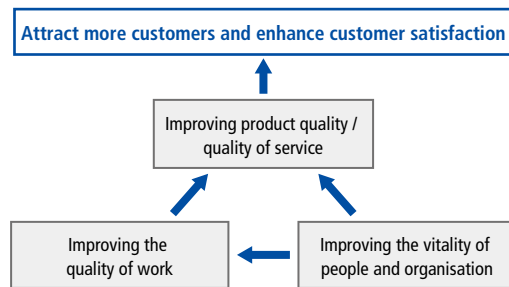 Attract more customers and enhance customer satisfaction
Improving product quality /
quality of service
Improving the
quality of work
Improving the vitality of
people and organisation